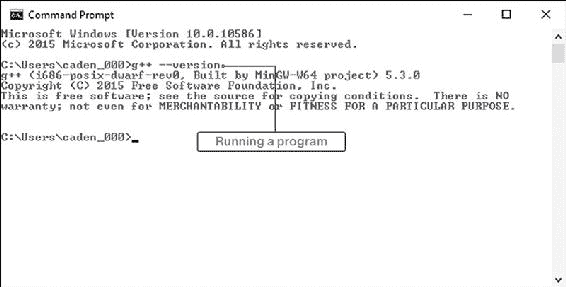 Command Prompt
Microsoft Windows [Version 10.0.10586]
(c) 2015 Microsoft Corporation. All rights reserved.
C:\Users\caden_000>g++ --version
g++ (i686-posix-dwarf-rev0, Built by MinGW-W64 project) 5.3.0
Copyright (C) 2015 Free Software Foundation, Inc.
This is free software; see the source for copying conditions.  There is NO
warranty; not even for MERCHANTABILITY or FITNESS FOR A PARTICULAR PURPOSE.
C:\Users\caden_000>_
Running a program